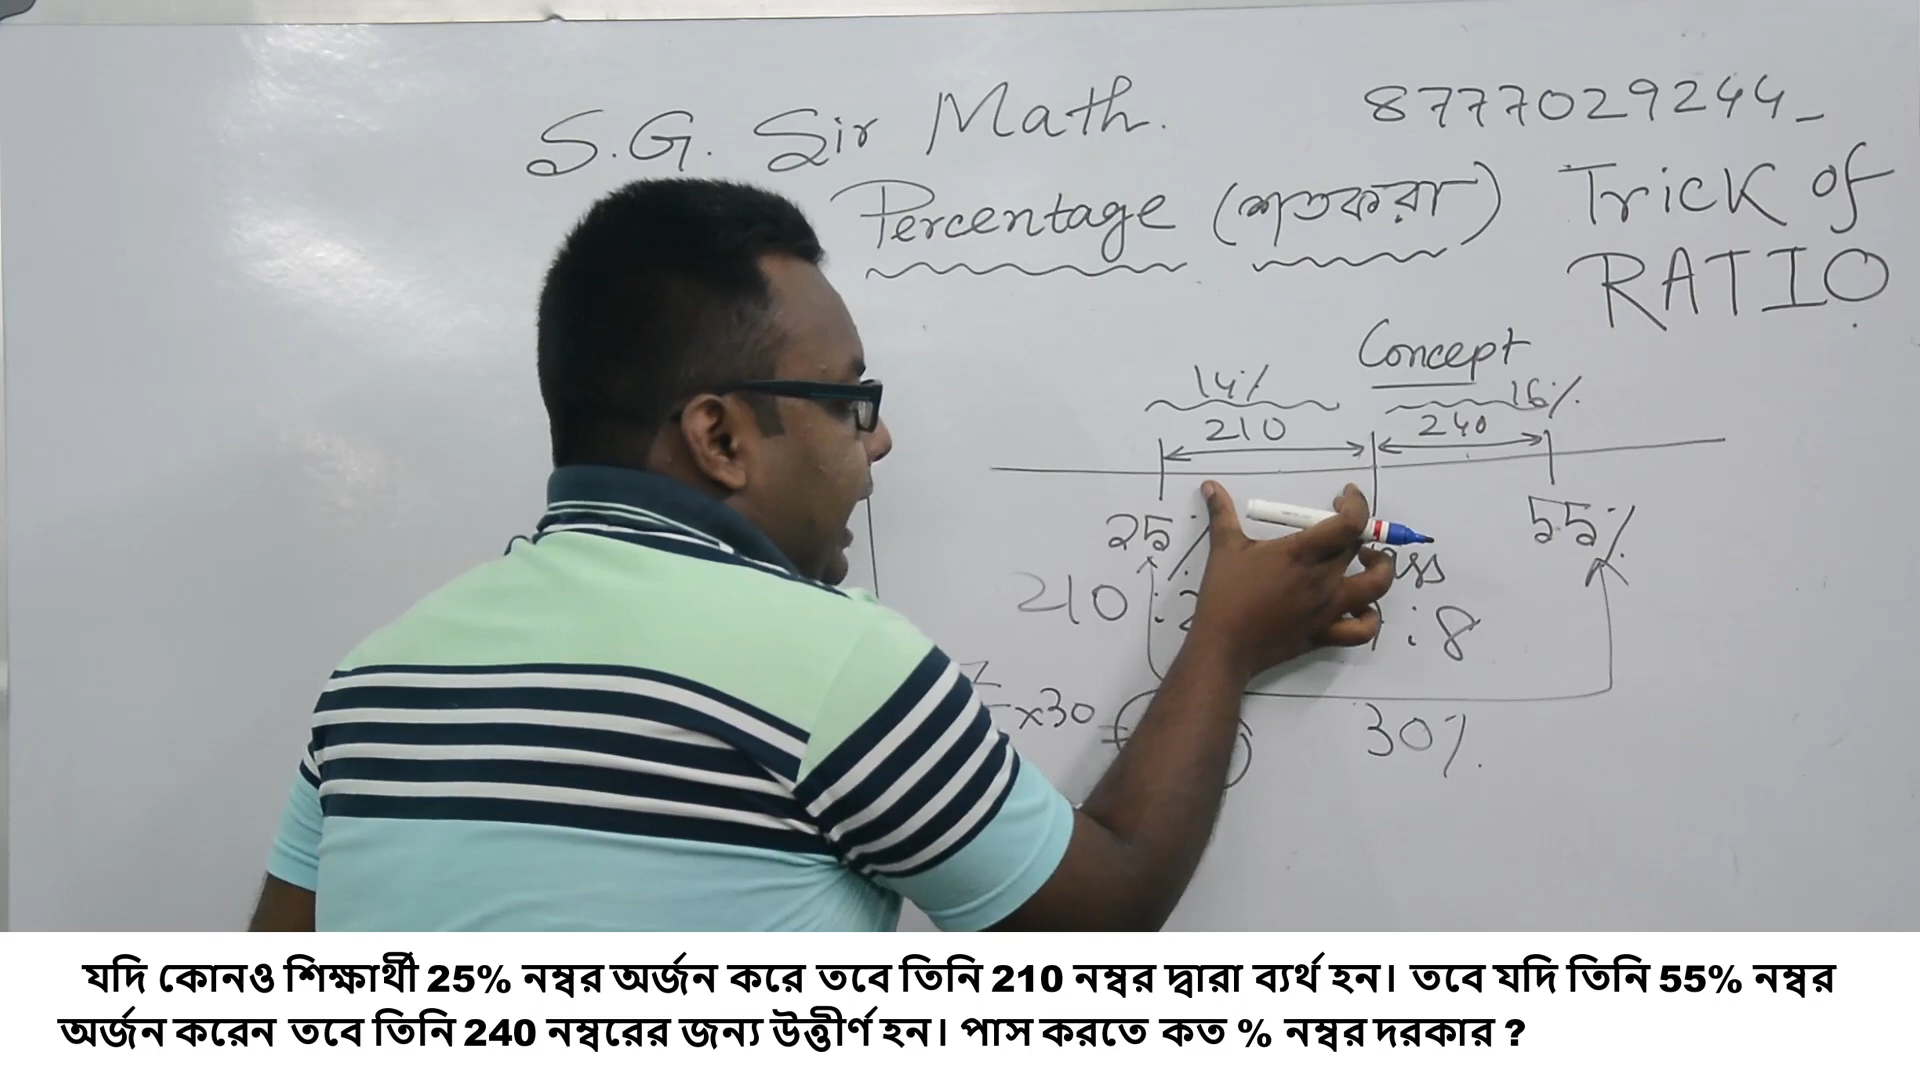 S.G. Sir Math.
8777029244
Percentage (শতকরা)
Trick of
RATIO
Concept
14% 16%
210 240
25% 55%
210 : 2 : 8
x30 =
30%
যদি কোনও শিক্ষার্থী 25% নম্বর অর্জন করে তবে তিনি 210 নম্বর দ্বারা ব্যর্থ হন। তবে যদি তিনি 55% নম্বর
অর্জন করেন তবে তিনি 240 নম্বরের জন্য উত্তীর্ণ হন। পাস করতে কত % নম্বর দরকার ?